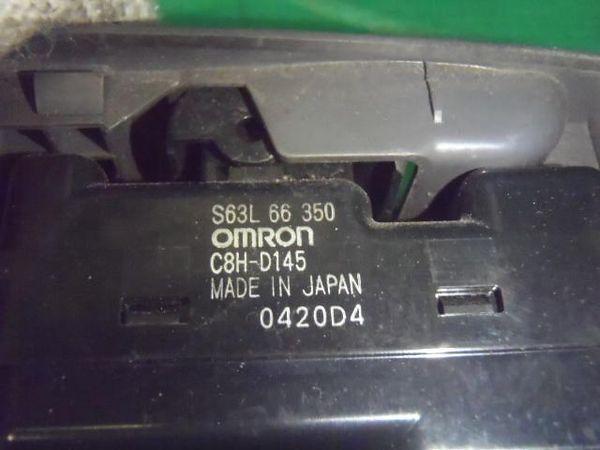 S63L 66 350
OMRON
C8H-D145
MADE IN JAPAN
0420D4